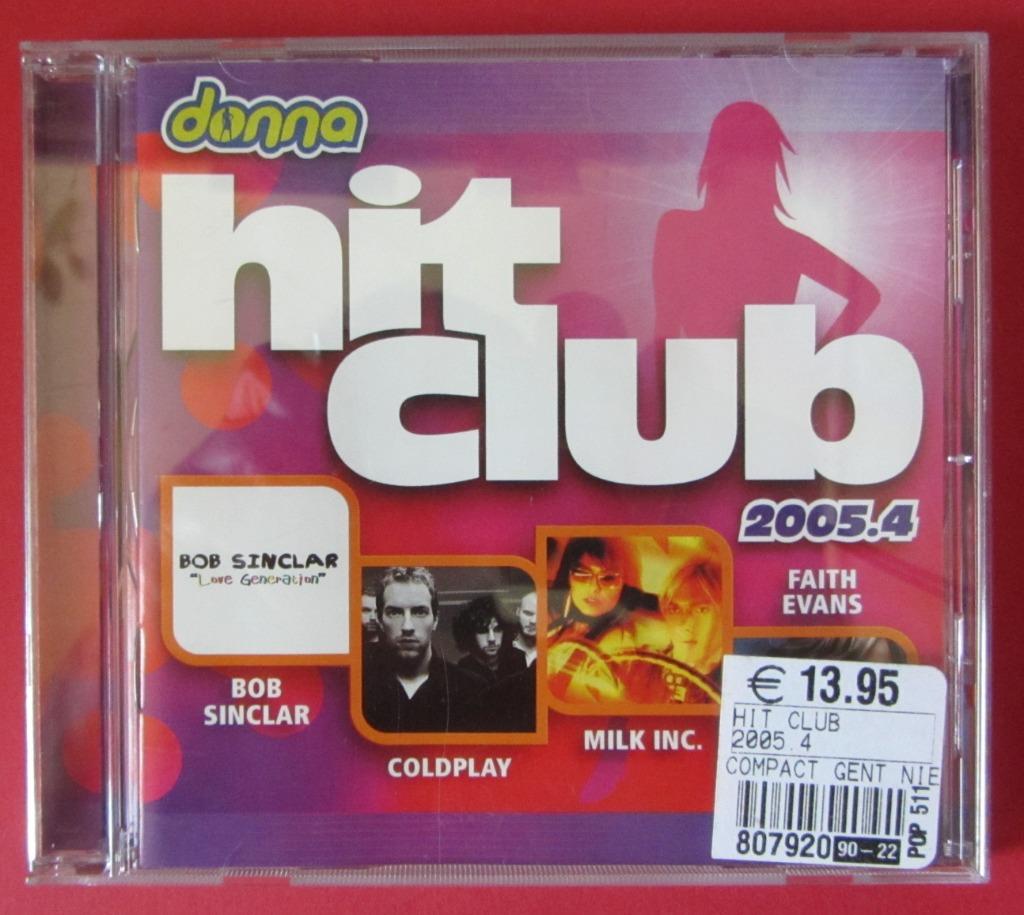 donna
hit
club
2005.4
BOB SINCLAR
"Love Generation"
BOB
SINCLAR
COLDPLAY
MILK INC.
FAITH
EVANS
€ 13.95
HIT CLUB
2005.4
COMPACT GENT NIE
POP 511
807920 90-22